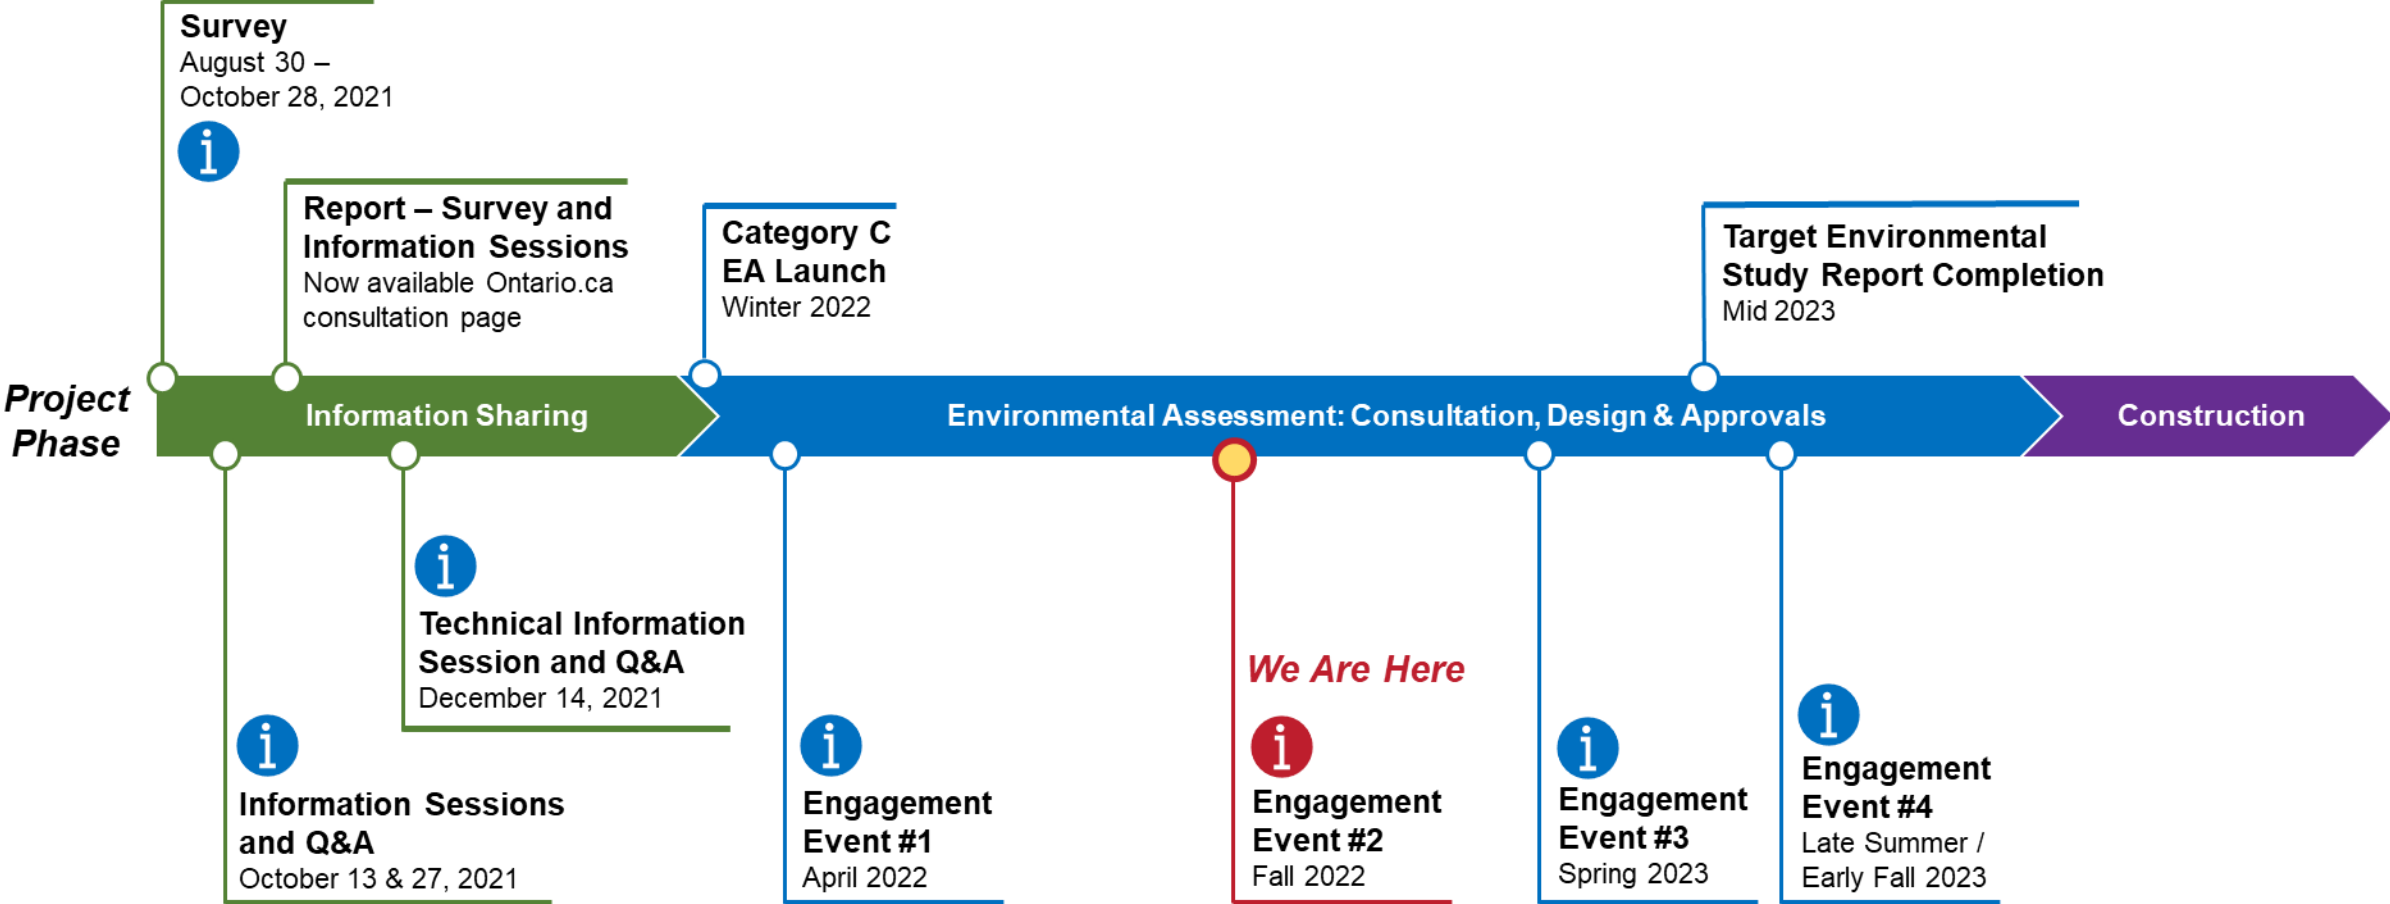 Survey
August 30 –
October 28, 2021
i
Report – Survey and
Information Sessions
Now available Ontario.ca
consultation page
Category C
EA Launch
Winter 2022
Target Environmental
Study Report Completion
Mid 2023
Project
Phase
Information Sharing
Environmental Assessment: Consultation, Design & Approvals
Construction
i
Technical Information
Session and Q&A
December 14, 2021
i
Information Sessions
and Q&A
October 13 & 27, 2021
i
Engagement
Event #1
April 2022
We Are Here
i
Engagement
Event #2
Fall 2022
i
Engagement
Event #3
Spring 2023
i
Engagement
Event #4
Late Summer /
Early Fall 2023